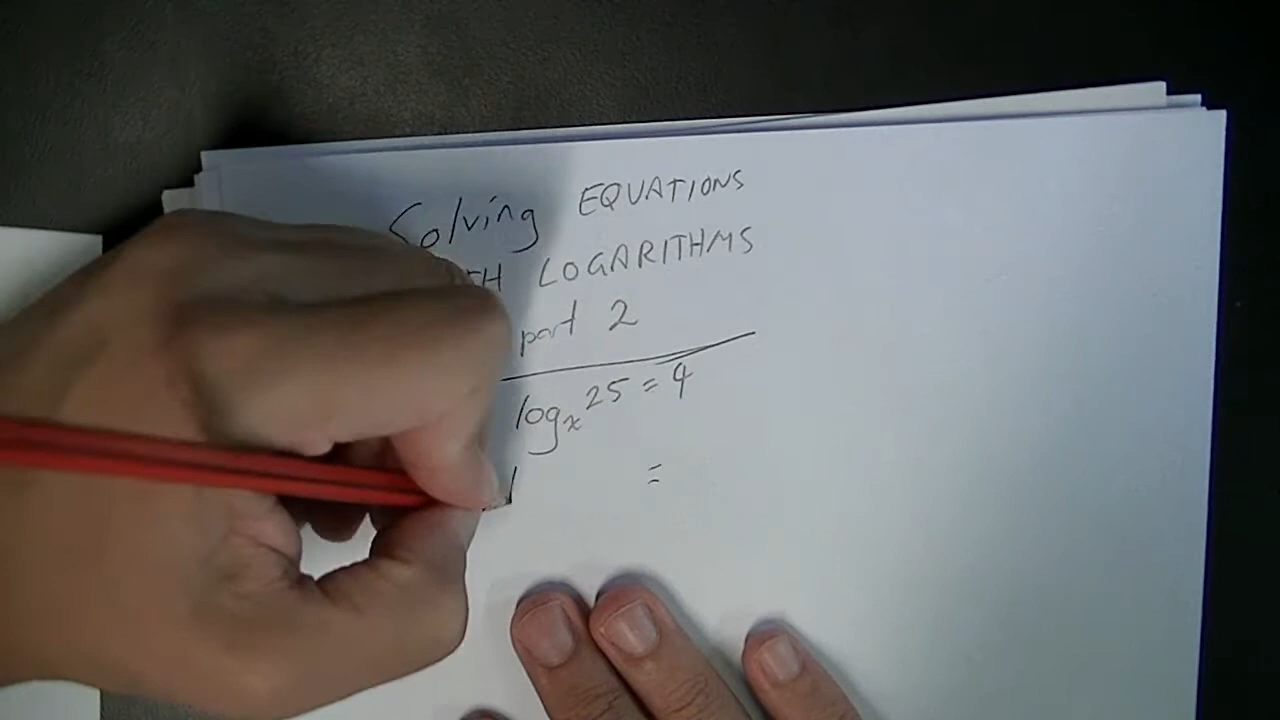 Solving EQUATIONS
LOGARITHMS
part 2
logₓ25 = 4
=